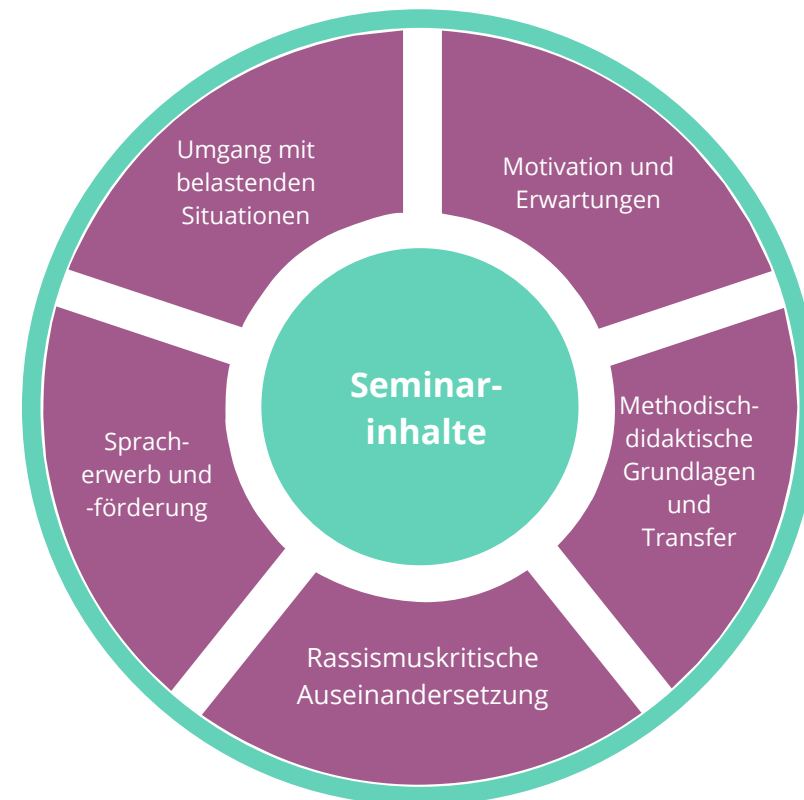 Umgang mit
belastenden
Situationen
Motivation und
Erwartungen
Seminar-
inhalte
Methodisch-
didaktische
Grundlagen
und
Transfer
Sprach-
erwerb und
-förderung
Rassismuskritische
Auseinandersetzung